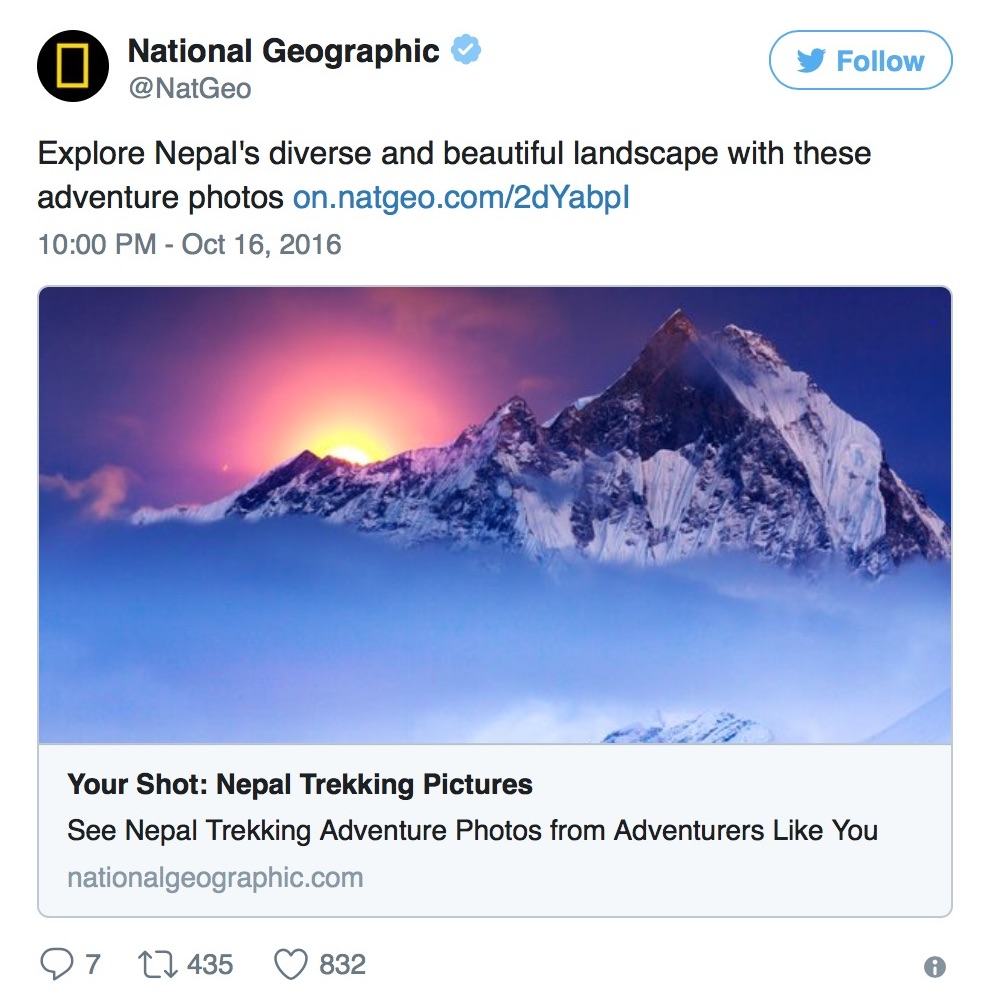 National Geographic
@NatGeo
Follow
Explore Nepal's diverse and beautiful landscape with these
adventure photos on.natgeo.com/2dYabpI
10:00 PM - Oct 16, 2016
Your Shot: Nepal Trekking Pictures
See Nepal Trekking Adventure Photos from Adventurers Like You
nationalgeographic.com
7 435 832